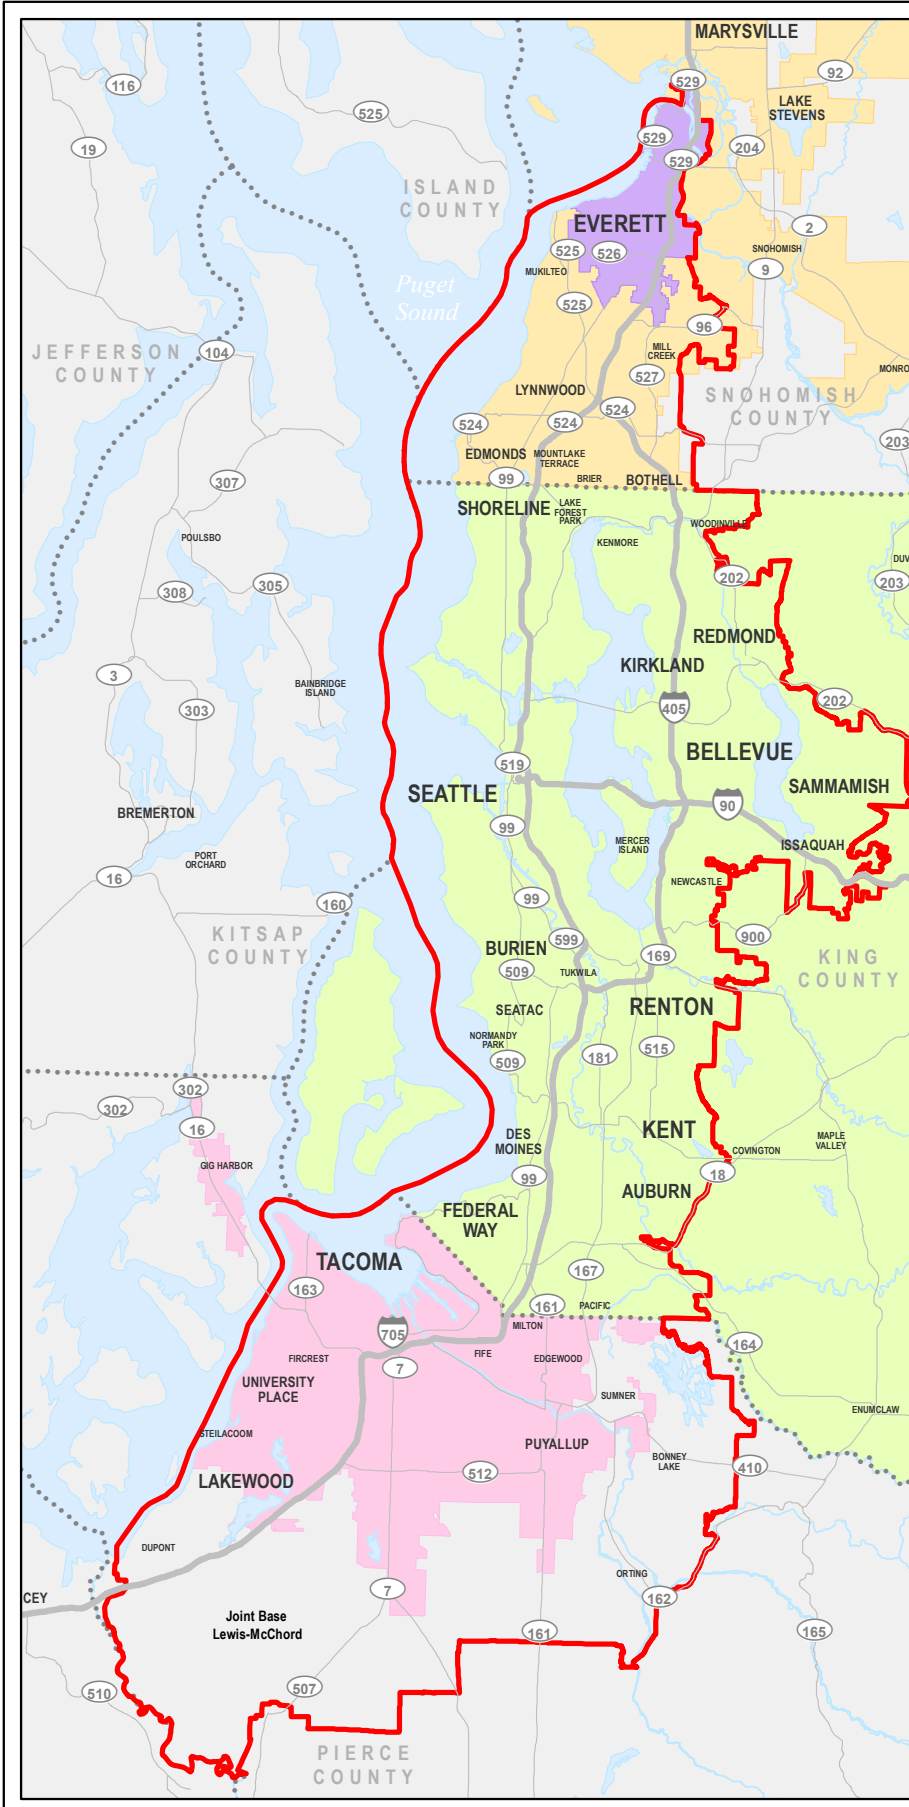 MARYSVILLE
529
92
116
LAKE
STEVENS
525
529
204
19
529
ISLAND
COUNTY
EVERETT
2
525
526
SNOHOMISH
9
MUKILTEO
Puget
Sound
525
96
JEFFERSON
COUNTY
104
MILL
CREEK
527
MONRO
LYNNWOOD
SNOHOMISH
COUNTY
524
524
524
203
EDMONDS
MOUNTLAKE
TERRACE
99
BRIER
BOTHELL
307
SHORELINE
LAKE
FOREST
PARK
WOODINVILLE
POULSBO
KENMORE
DUV
308
305
202
203
REDMOND
KIRKLAND
3
BAINBRIDGE
ISLAND
303
405
202
BELLEVUE
519
SEATTLE
SAMMAMISH
90
BREMERTON
99
MERCER
ISLAND
ISSAQUAH
PORT
ORCHARD
16
NEWCASTLE
160
99
KITSAP
COUNTY
BURIEN
599
900
KING
COUNTY
169
509
TUKWILA
SEATAC
RENTON
NORMANDY
PARK
509
181
515
302
302
16
DES
MOINES
KENT
MAPLE
VALLEY
COVINGTON
GIG HARBOR
99
18
AUBURN
FEDERAL
WAY
TACOMA
163
167
161
PACIFIC
MILTON
705
164
FIRCREST
7
FIFE
EDGEWOOD
UNIVERSITY
PLACE
SUMNER
ENUMCLAW
STEILACOOM
PUYALLUP
BONNEY
LAKE
LAKEWOOD
512
410
DUPONT
ORTING
CEY
7
162
Joint Base
Lewis-McChord
161
165
510
507
PIERCE
COUNTY